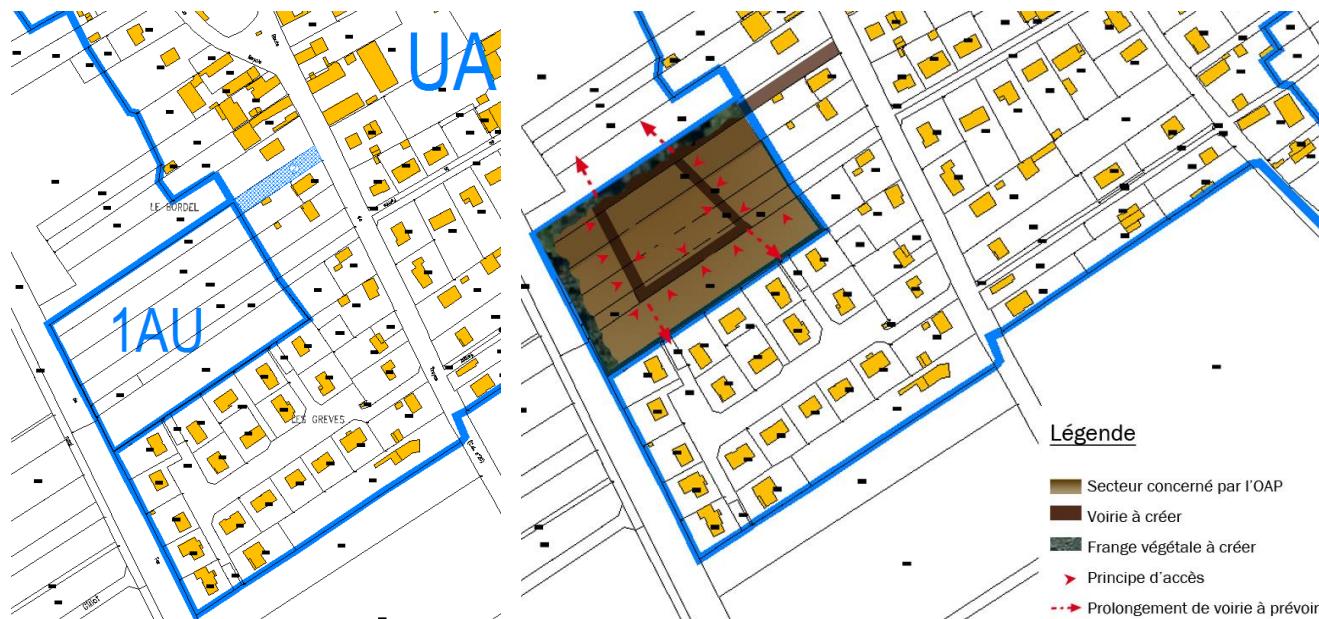 UA
LE BORDEL
1AU
LES GREVES
Légende
Secteur concerné par l'OAP
Voirie à créer
Frange végétale à créer
Principe d'accès
Prolongement de voirie à prévoir